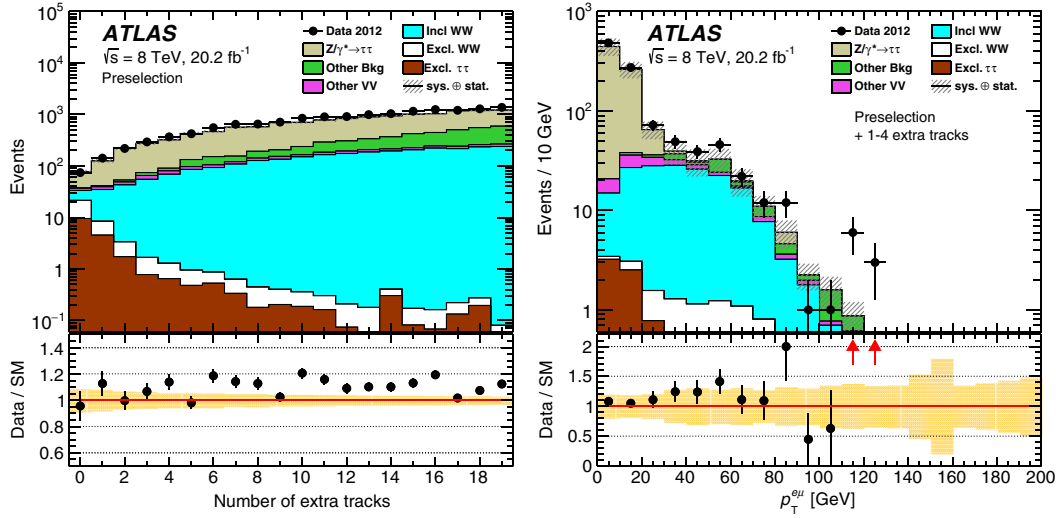 ATLAS
√s = 8 TeV, 20.2 fb⁻¹
Preselection
Data 2012
Z/γ*→ττ
Other Bkg
Other VV
Incl WW
Excl. WW
Excl. ττ
sys. ⊕ stat.
Events
10⁵
10⁴
10³
10²
10
1
10⁻¹
Data / SM
1.4
1.2
1.0
0.8
0.6
0 2 4 6 8 10 12 14 16 18
Number of extra tracks
ATLAS
√s = 8 TeV, 20.2 fb⁻¹
Data 2012
Z/γ*→ττ
Other Bkg
Other VV
Incl WW
Excl. WW
Excl. ττ
sys. ⊕ stat.
Preselection
+ 1-4 extra tracks
Events / 10 GeV
10³
10²
10
1
Data / SM
2
1.5
1
0.5
0
0 20 40 60 80 100 120 140 160 180 200
p_T^eμ [GeV]